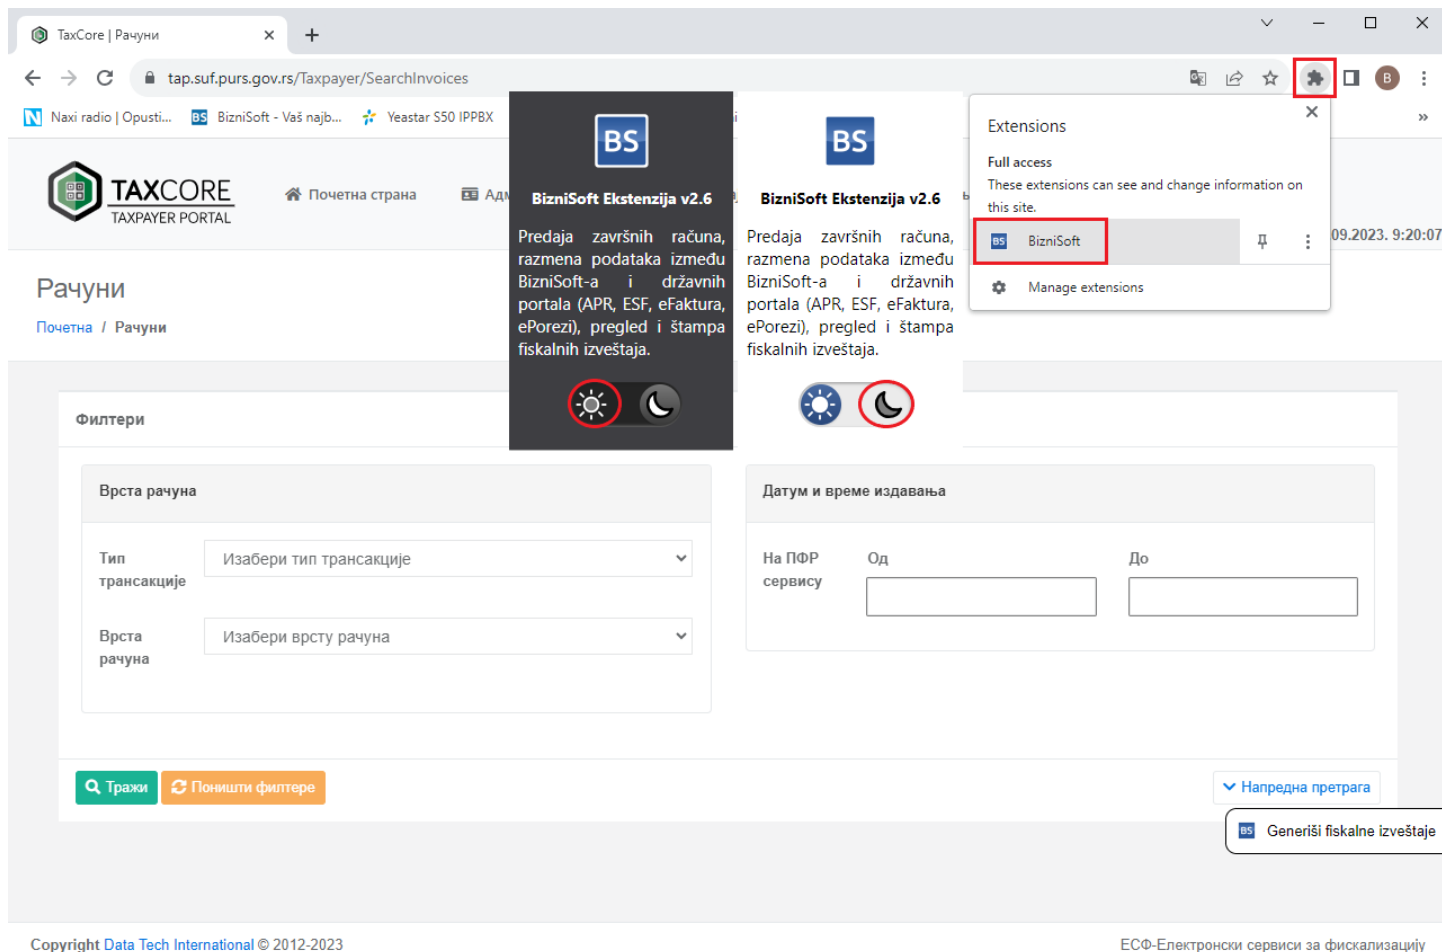 TaxCore | Рачуни
tap.suf.purs.gov.rs/Taxpayer/SearchInvoices
B
Naxi radio | Opusti...
BS BizniSoft - Vaš najb...
Yeastar S50 IPPBX
TAXCORE
TAXPAYER PORTAL
Почетна страна
09.2023. 9:20:07
BS
BizniSoft Ekstenzija v2.6
Predaja završnih računa,
razmena podataka između
BizniSoft-a i državnih
portala (APR, ESF, eFaktura,
ePorezi), pregled i štampa
fiskalnih izveštaja.
BS
BizniSoft Ekstenzija v2.6
Predaja završnih računa,
razmena podataka između
BizniSoft-a i državnih
portala (APR, ESF, eFaktura,
ePorezi), pregled i štampa
fiskalnih izveštaja.
Extensions
Full access
These extensions can see and change information on
this site.
BS BizniSoft
Manage extensions
Рачуни
Почетна / Рачуни
Филтери
Врста рачуна
Тип
трансакције
Изабери тип трансакције
Врста
рачуна
Изабери врсту рачуна
Датум и време издавања
На ПФР
сервису
Од
До
Тражи
Поништи филтере
Напредна претрага
BS Generiši fiskalne izveštaje
Copyright Data Tech International © 2012-2023
ЕСФ-Електронски сервиси за фискализацију